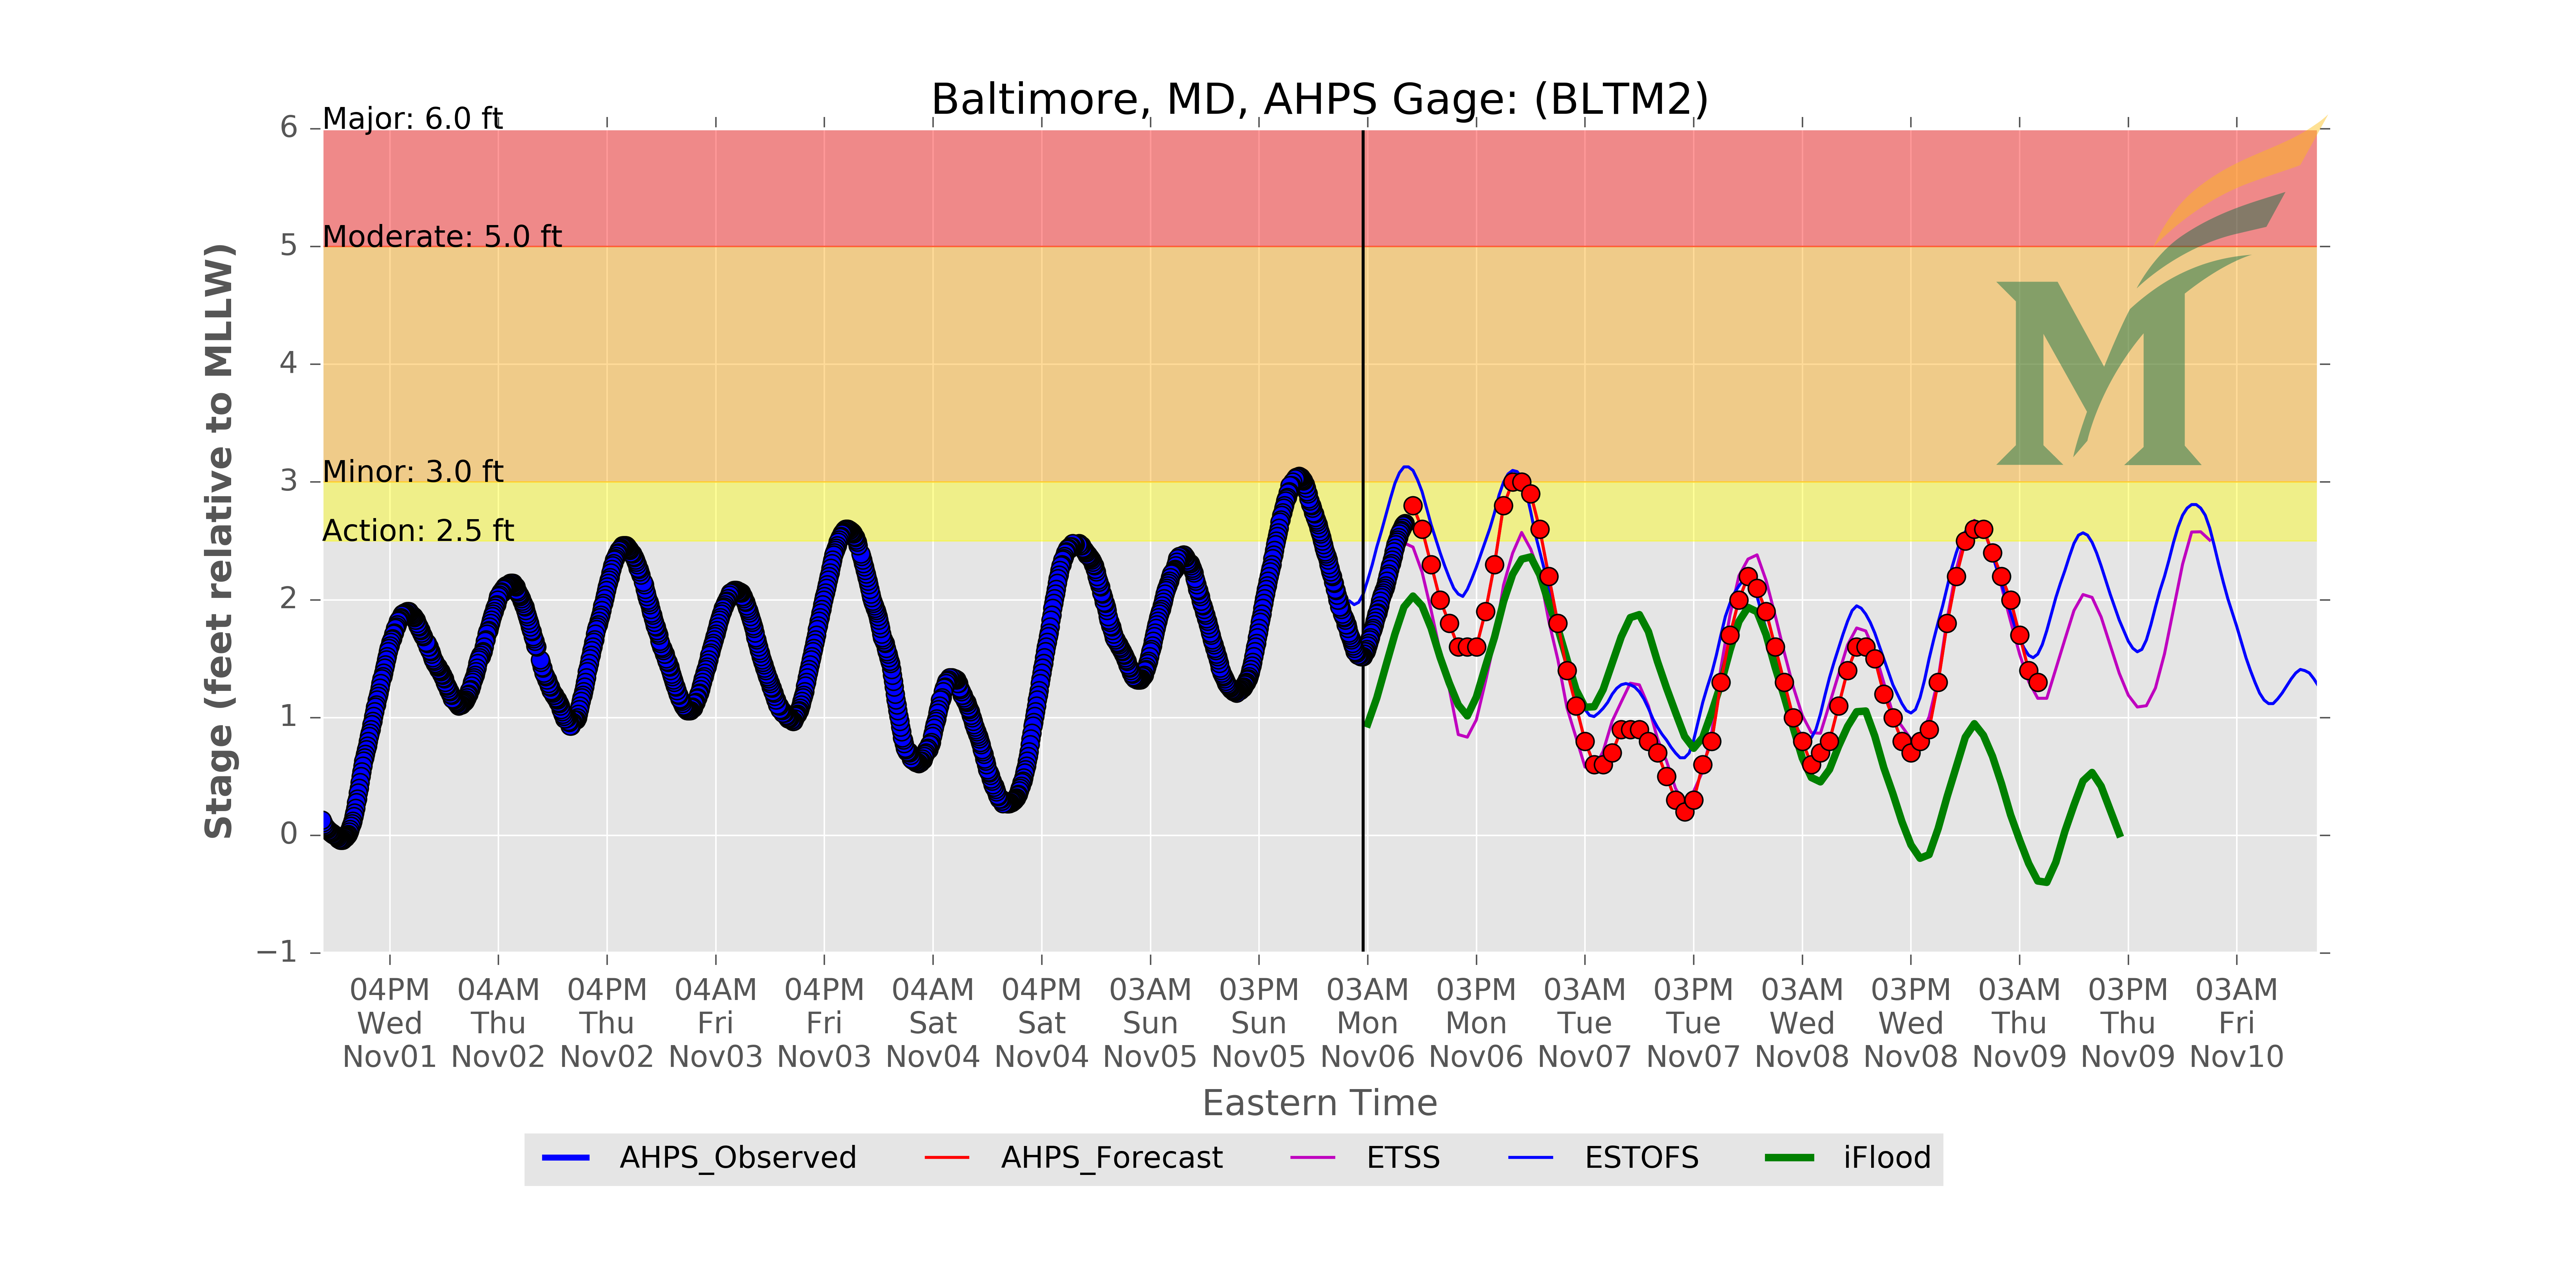 Baltimore, MD, AHPS Gage: (BLTM2)
Major: 6.0 ft
Moderate: 5.0 ft
Minor: 3.0 ft
Action: 2.5 ft
6
5
4
3
2
1
0
−1
Stage (feet relative to MLLW)
04PM 04AM 04PM 04AM 04PM 04AM 04PM 03AM 03PM 03AM 03PM 03AM 03PM 03AM 03PM 03AM 03PM 03AM
Wed Thu Thu Fri Fri Sat Sat Sun Sun Mon Mon Tue Tue Wed Wed Thu Thu Fri
Nov01 Nov02 Nov02 Nov03 Nov03 Nov04 Nov04 Nov05 Nov05 Nov06 Nov06 Nov07 Nov07 Nov08 Nov08 Nov09 Nov09 Nov10
Eastern Time
AHPS_Observed AHPS_Forecast ETSS ESTOFS iFlood
M